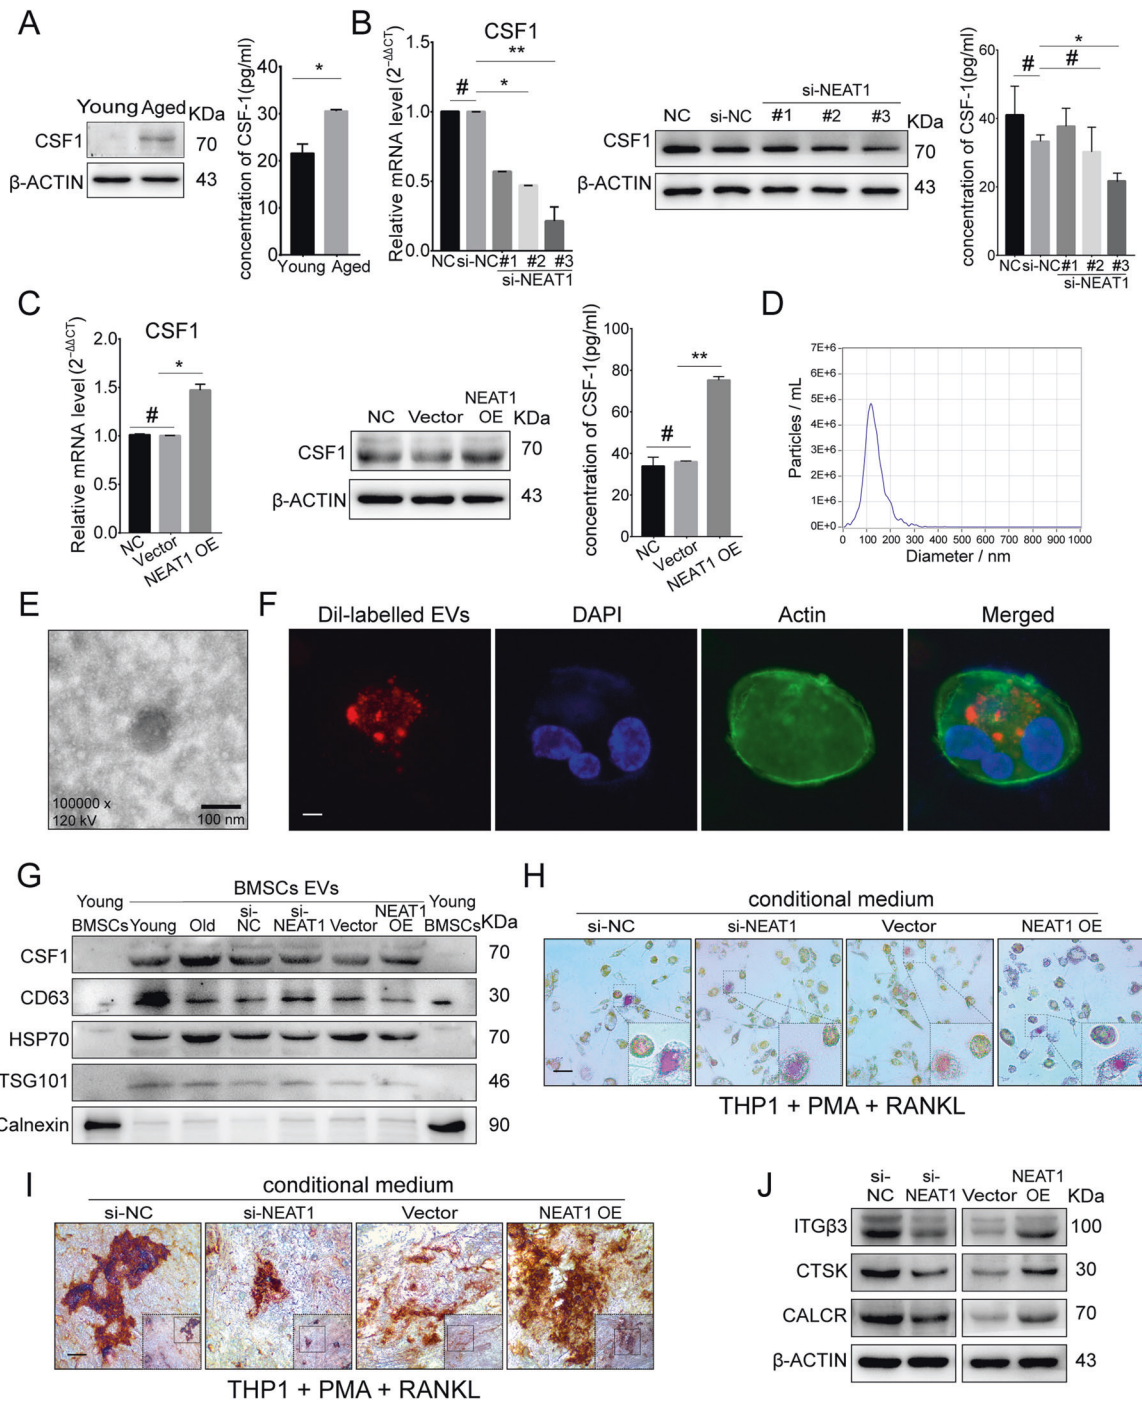 A
Young Aged KDa
CSF1 70
β-ACTIN 43
concentration of CSF-1(pg/ml)
40
30
20
10
0
Young Aged
*
B
CSF1
Relative mRNA level (2⁻ΔΔCT)
1.5
1.0
0.5
0.0
# * **
NC si-NC #1 #2 #3
si-NEAT1
si-NEAT1
NC si-NC #1 #2 #3 KDa
CSF1 70
β-ACTIN 43
concentration of CSF-1(pg/ml)
60
40
20
0
*
# #
NC si-NC #1 #2 #3
si-NEAT1
C
CSF1
Relative mRNA level (2⁻ΔΔCT)
2.0
1.5
1.0
0.5
0.0
# *
NC
Vector
NEAT1 OE
NEAT1
NC Vector OE KDa
CSF1 70
β-ACTIN 43
concentration of CSF-1(pg/ml)
100
80
60
40
20
0
# **
NC
Vector
NEAT1 OE
D
Particles / mL
7E+6
6E+6
5E+6
4E+6
3E+6
2E+6
1E+6
0E+0
0 100 200 300 400 500 600 700 800 900 1000
Diameter / nm
E
100000 x
120 kV
100 nm
F
Dil-labelled EVs DAPI Actin Merged
G
Young BMSCs EVs Young
si- si- NEAT1
BMSCs Young Old NC NEAT1 Vector OE BMSCs KDa
CSF1 70
CD63 30
HSP70 70
TSG101 46
Calnexin 90
H
conditional medium
si-NC si-NEAT1 Vector NEAT1 OE
THP1 + PMA + RANKL
I
conditional medium
si-NC si-NEAT1 Vector NEAT1 OE
THP1 + PMA + RANKL
J
si- si- NEAT1
NC NEAT1 Vector OE KDa
ITGβ3 100
CTSK 30
CALCR 70
β-ACTIN 43